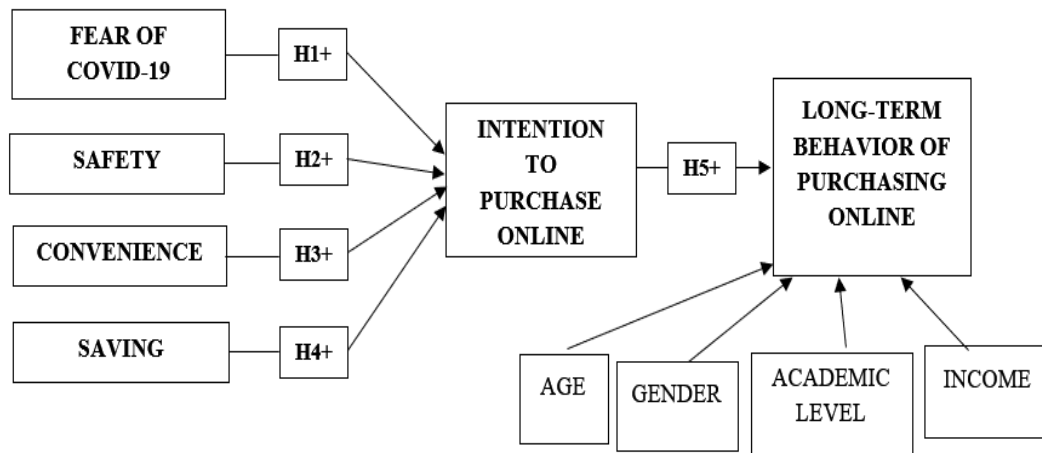 FEAR OF
COVID-19
H1+
SAFETY
H2+
CONVENIENCE
H3+
SAVING
H4+
INTENTION
TO
PURCHASE
ONLINE
H5+
LONG-TERM
BEHAVIOR OF
PURCHASING
ONLINE
AGE
GENDER
ACADEMIC
LEVEL
INCOME